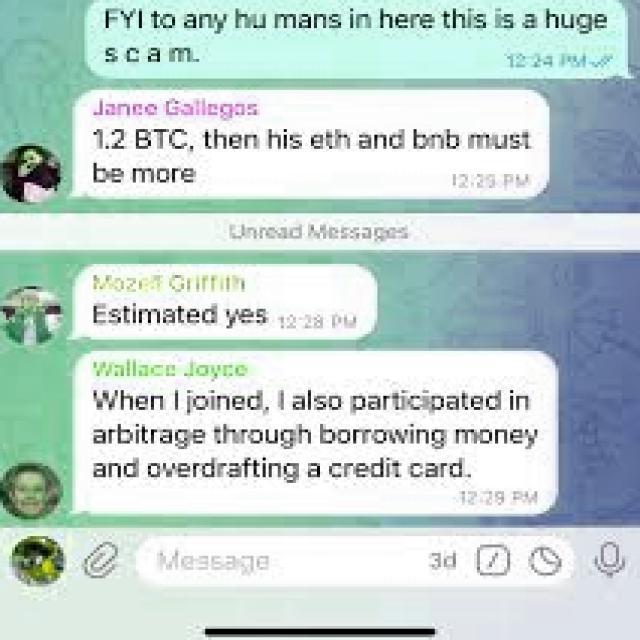 FYI to any hu mans in here this is a huge
s c a m.
12:24 PM
Janee Gallegos
1.2 BTC, then his eth and bnb must
be more
12:25 PM
Unread Messages
Mozell Griffith
Estimated yes 12:28 PM
Wallace Joyce
When I joined, I also participated in
arbitrage through borrowing money
and overdrafting a credit card.
12:29 PM
Message 3d